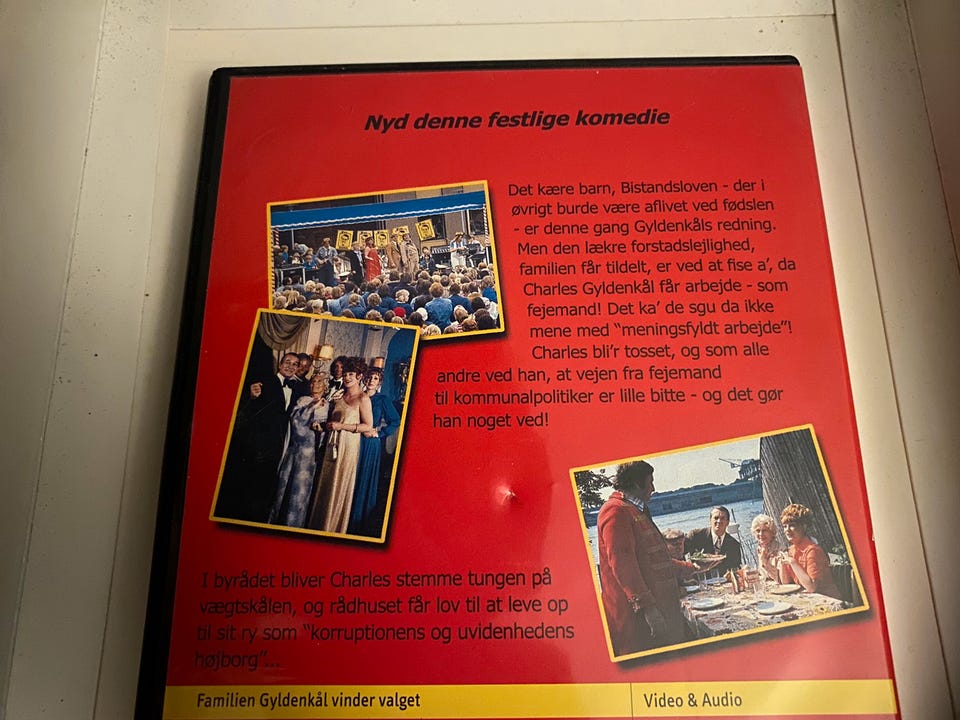 Nyd denne festlige komedie
Det kære barn, Bistandsloven - der i
øvrigt burde være aflivet ved fødslen
- er denne gang Gyldenkåls redning.
Men den lækre forstadslejlighed,
familien får tildelt, er ved at fise a', da
Charles Gyldenkål får arbejde - som
fejemand! Det ka' de sgu da ikke
mene med "meningsfyldt arbejde"!
Charles bli'r tosset, og som alle
andre ved han, at vejen fra fejemand
til kommunalpolitiker er lille bitte - og det gør
han noget ved!
I byrådet bliver Charles stemme tungen på
vægtskålen, og rådhuset får lov til at leve op
til sit ry som "korruptionens og uvidenhedens
højborg"...
Familien Gyldenkål vinder valget
Video & Audio